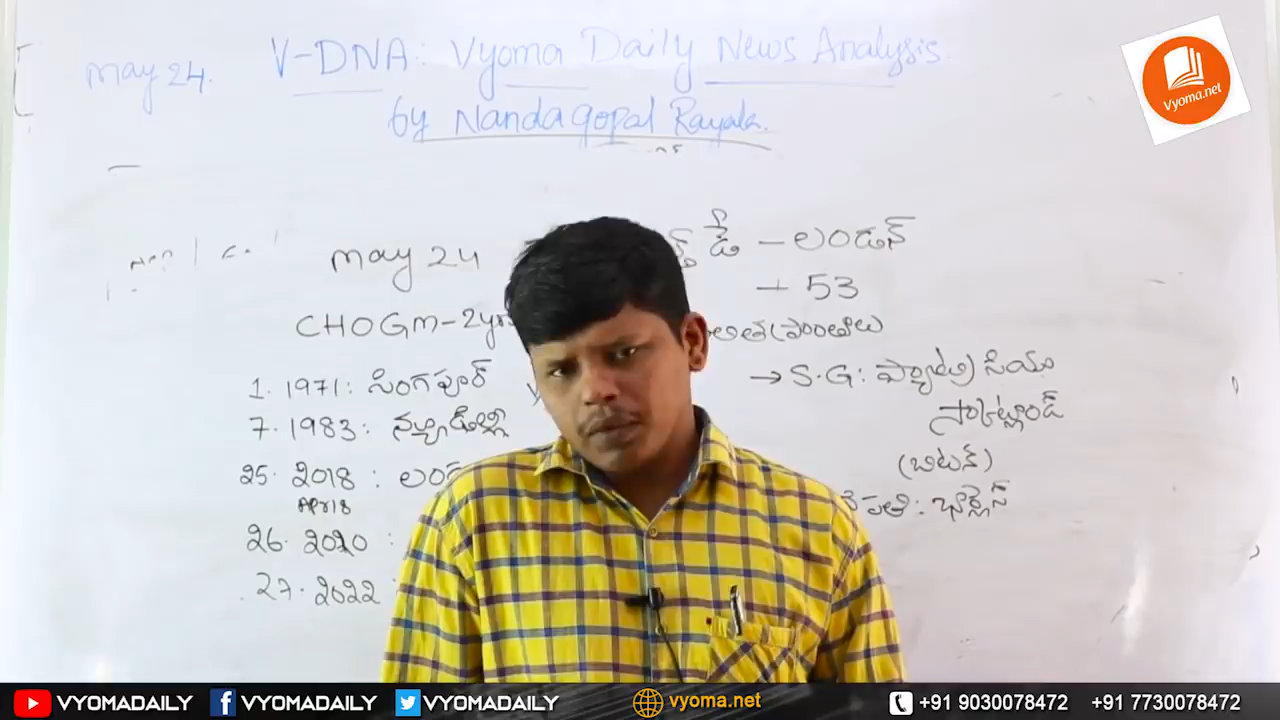 V-DNA: Vyoma Daily News Analysis
May 24.
by Nandagopal Rayala.
Vyoma.net
May 24
డే – లండన్
→ 53
CHOGM - 2yrs
1. 1971: సింగపూర్
→ S.G: ప్యాట్రీసియా
స్కాట్లాండ్
7. 1983: న్యూఢిల్లీ
(బ్రిటన్)
25. 2018:
April8
పతి: ఛార్లెస్
26. 2020:
27. 2022
VYOMADAILY VYOMADAILY VYOMADAILY vyoma.net +91 9030078472 +91 7730078472